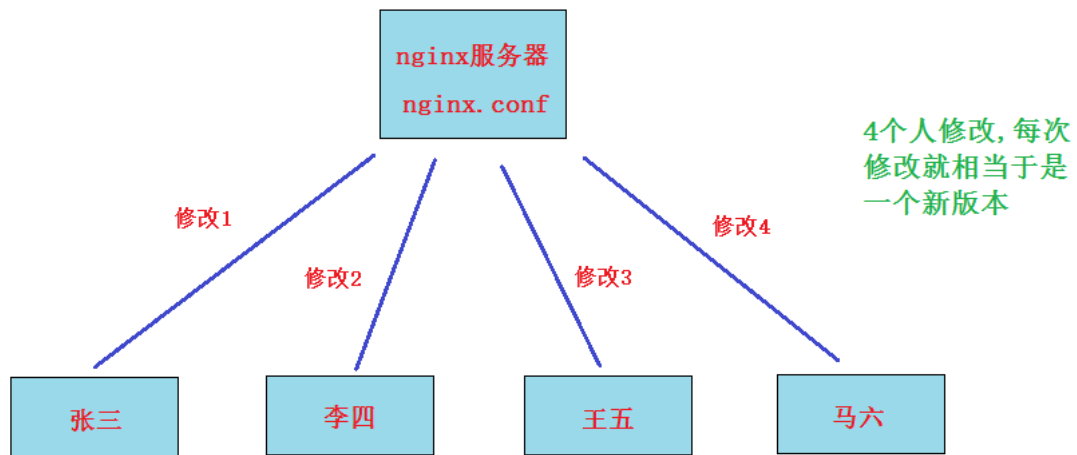 nginx服务器
nginx.conf
4个人修改,每次
修改就相当于是
一个新版本
修改1
修改2
修改3
修改4
张三
李四
王五
马六